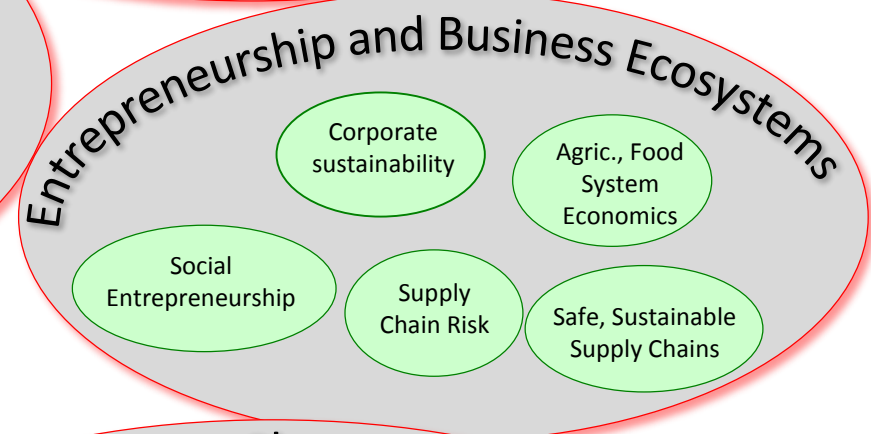 Entrepreneurship and Business Ecosystems
Corporate
sustainability
Agric., Food
System
Economics
Social
Entrepreneurship
Supply
Chain Risk
Safe, Sustainable
Supply Chains